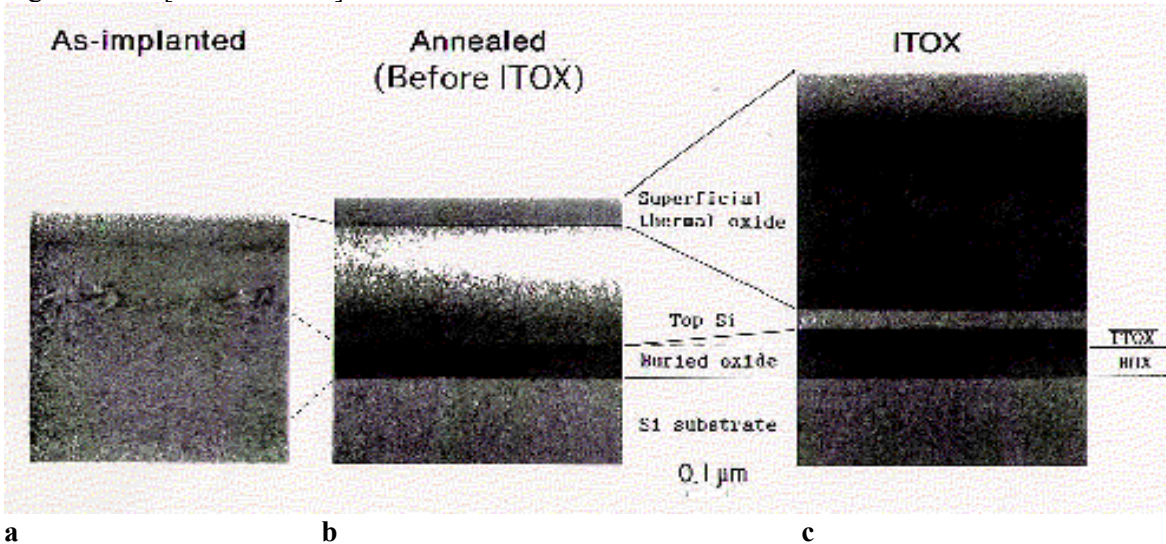 As-implanted
Annealed
(Before ITOX)
ITOX
Superficial
thermal oxide
Top Si
Buried oxide
ITOX
BOX
Si substrate
0.1 μm
a
b
c